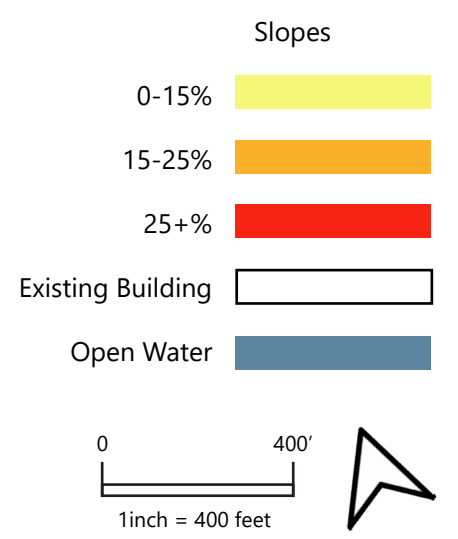 Slopes
0-15%
15-25%
25+%
Existing Building
Open Water
0 400’
1inch = 400 feet